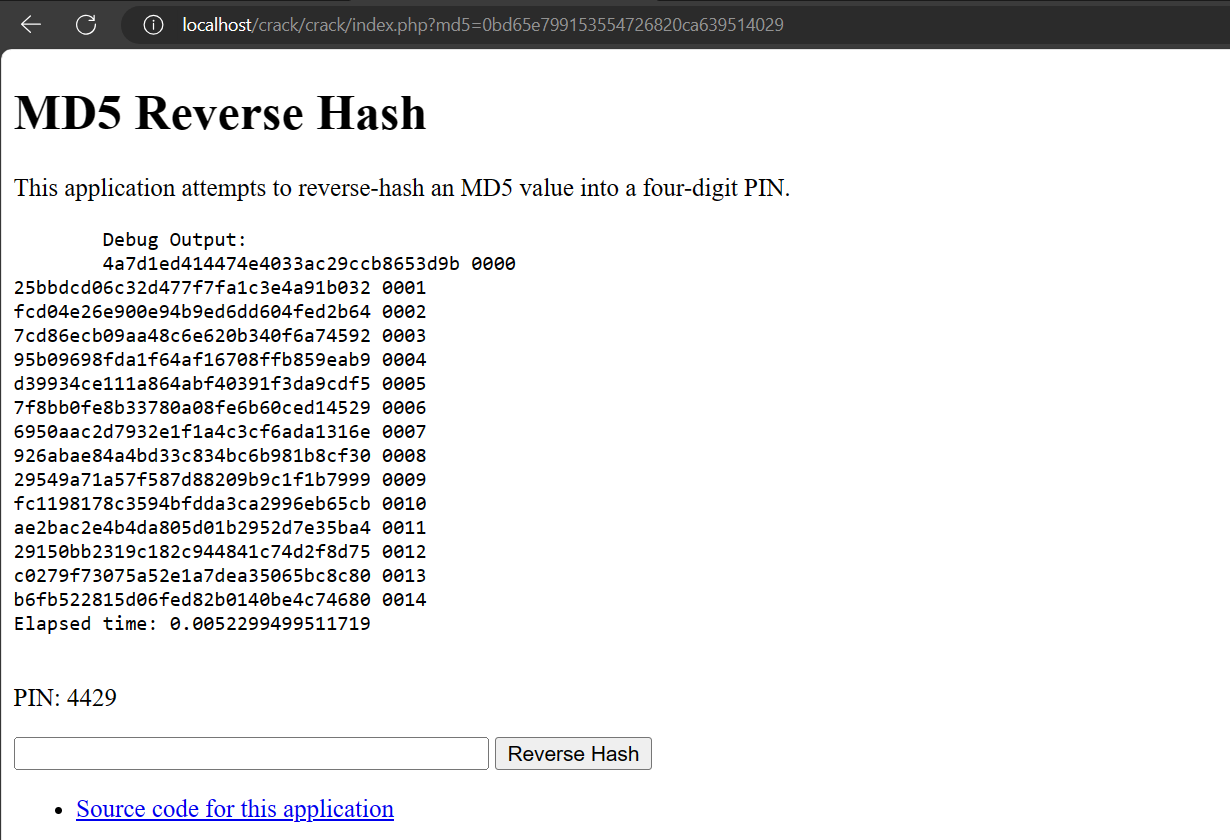 localhost/crack/crack/index.php?md5=0bd65e799153554726820ca639514029
MD5 Reverse Hash
This application attempts to reverse-hash an MD5 value into a four-digit PIN.
Debug Output:
4a7d1ed414474e4033ac29ccb8653d9b 0000
25bbdcd06c32d477f7fa1c3e4a91b032 0001
fcd04e26e900e94b9ed6dd604fed2b64 0002
7cd86ecb09aa48c6e620b340f6a74592 0003
95b09698fda1f64af16708ffb859eab9 0004
d39934ce111a864abf40391f3da9cdf5 0005
7f8bb0fe8b33780a08fe6b60ced14529 0006
6950aac2d7932e1f1a4c3cf6ada1316e 0007
926abae84a4bd33c834bc6b981b8cf30 0008
29549a71a57f587d88209b9c1f1b7999 0009
fc1198178c3594bfdda3ca2996eb65cb 0010
ae2bac2e4b4da805d01b2952d7e35ba4 0011
29150bb2319c182c944841c74d2f8d75 0012
c0279f73075a52e1a7dea35065bc8c80 0013
b6fb522815d06fed82b0140be4c74680 0014
Elapsed time: 0.0052299499511719
PIN: 4429
Reverse Hash
Source code for this application